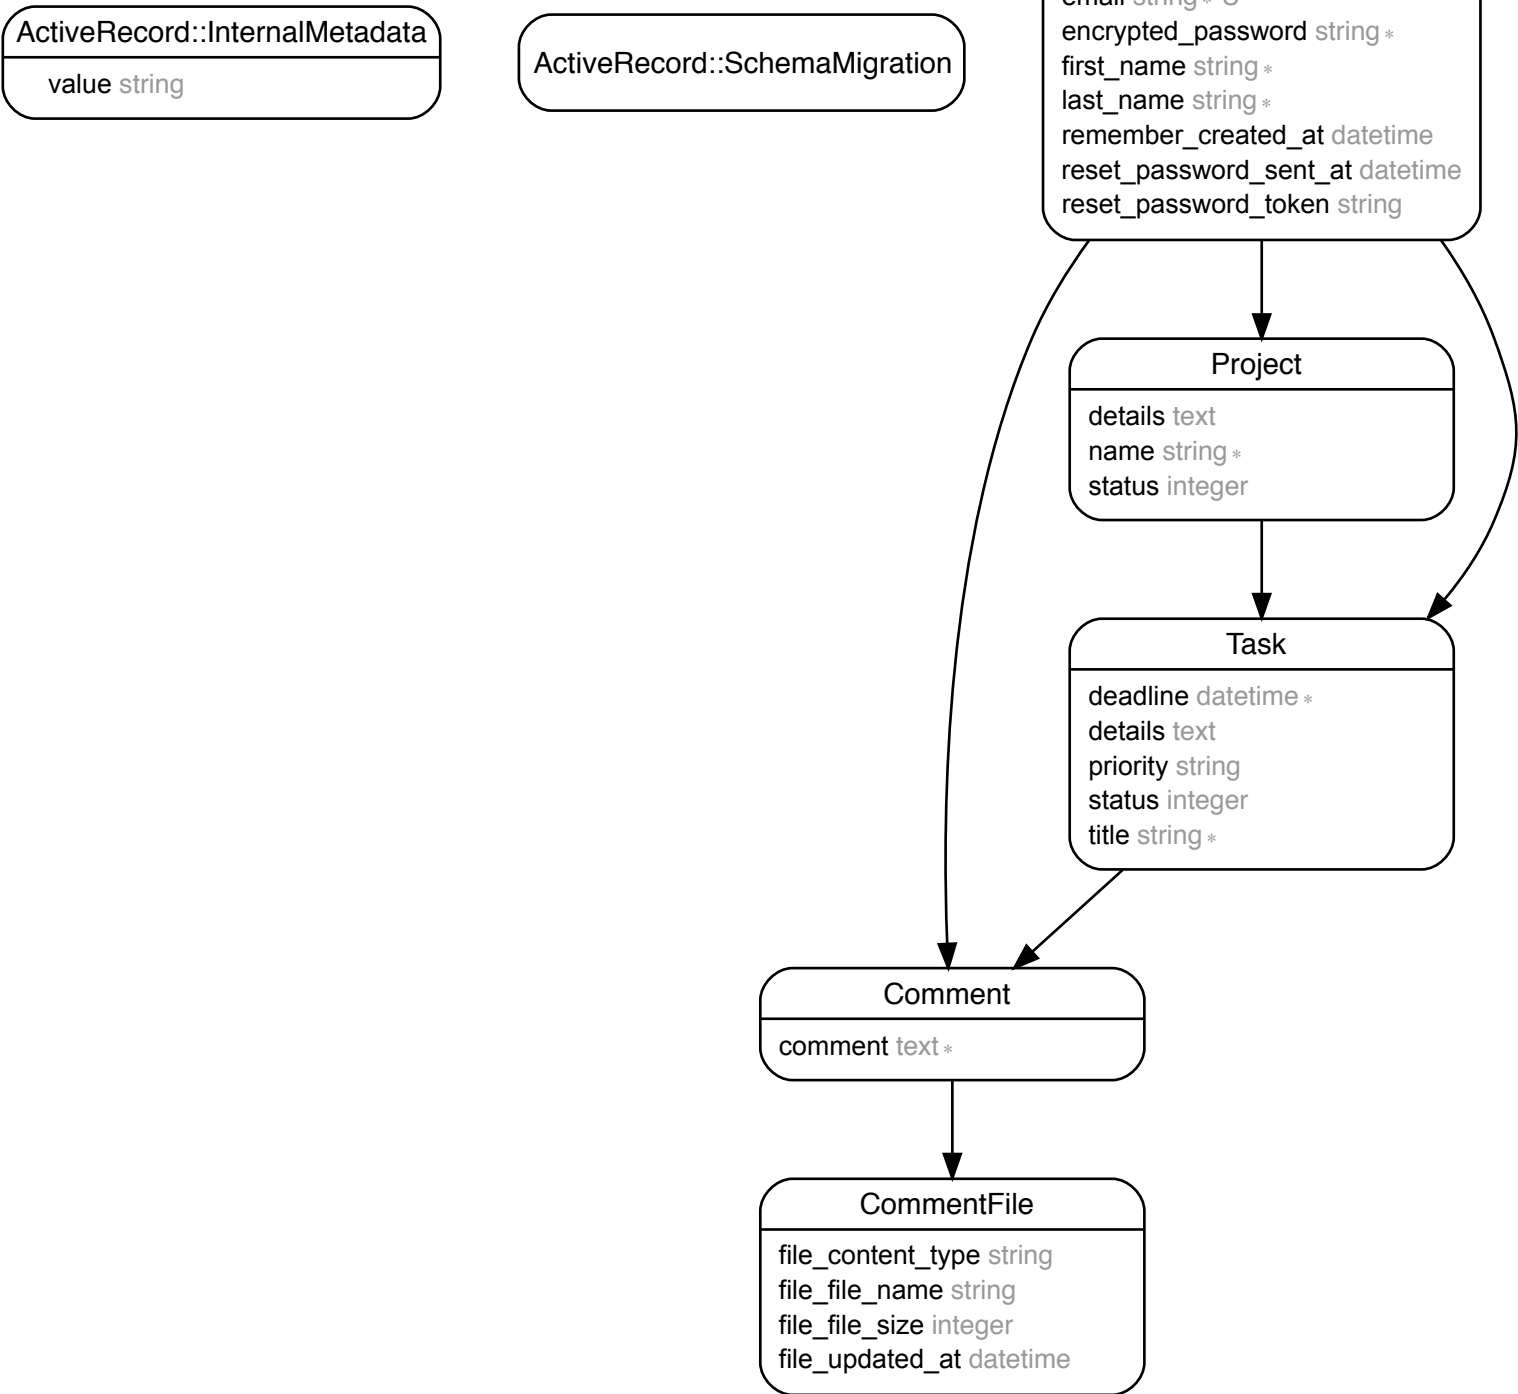 ActiveRecord::InternalMetadata
value string
ActiveRecord::SchemaMigration
email string ∗ U
encrypted_password string ∗
first_name string ∗
last_name string ∗
remember_created_at datetime
reset_password_sent_at datetime
reset_password_token string
Project
details text
name string ∗
status integer
Task
deadline datetime ∗
details text
priority string
status integer
title string ∗
Comment
comment text ∗
CommentFile
file_content_type string
file_file_name string
file_file_size integer
file_updated_at datetime